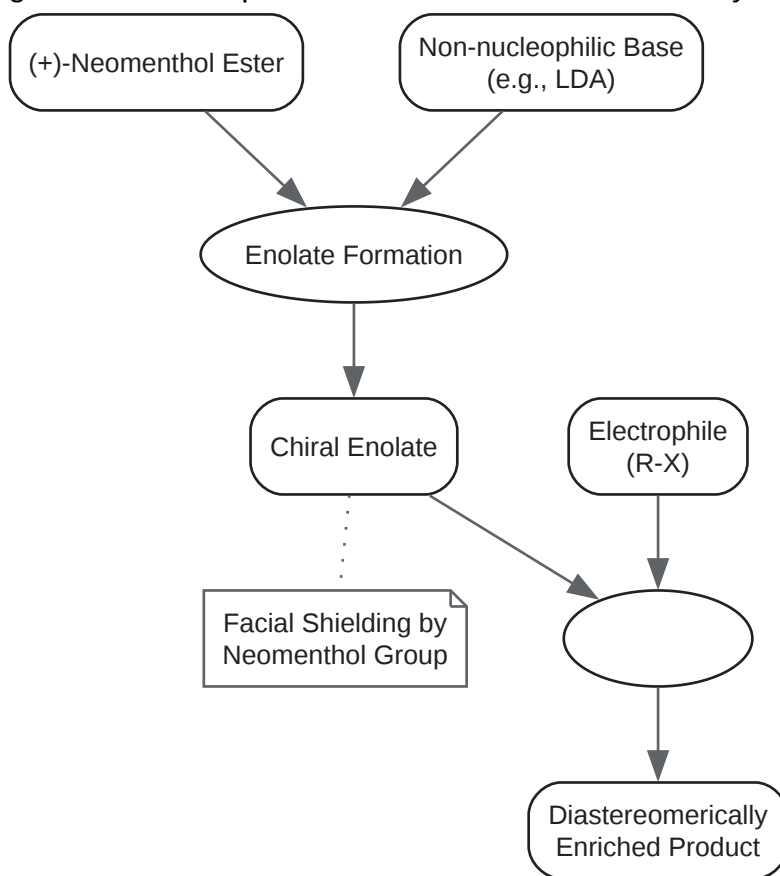 (+)-Neomenthol Ester
Non-nucleophilic Base
(e.g., LDA)
Enolate Formation
Chiral Enolate
Electrophile
(R-X)
Facial Shielding by
Neomenthol Group
Diastereomerically
Enriched Product